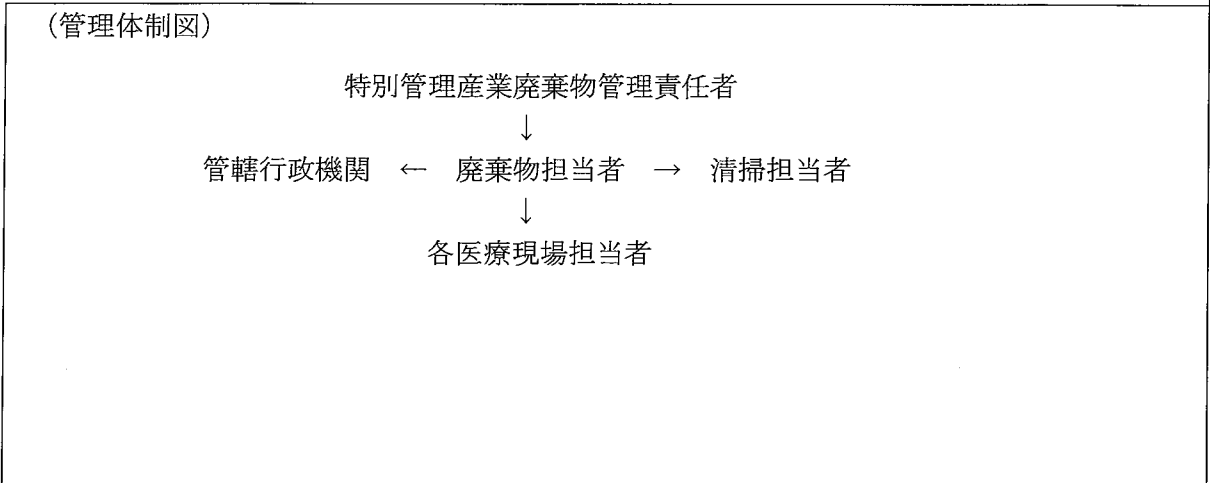 （管理体制図）
特別管理産業廃棄物管理責任者
↓
管轄行政機関 ← 廃棄物担当者 → 清掃担当者
↓
各医療現場担当者